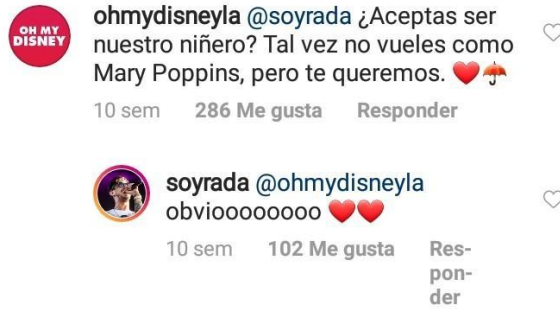 OH MY
DISNEY
ohmydisneyla @soyrada ¿Aceptas ser
nuestro niñero? Tal vez no vueles como
Mary Poppins, pero te queremos. ❤️☂️
10 sem 286 Me gusta Responder
soyrada @ohmydisneyla
obviooooooooo ❤️❤️
10 sem 102 Me gusta Res-
pon-
der